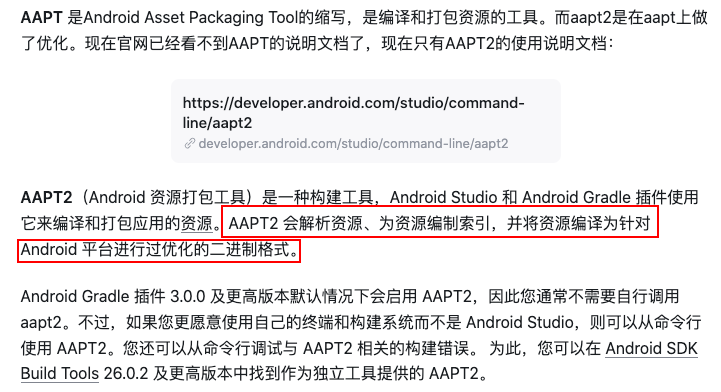 AAPT 是Android Asset Packaging Tool的缩写，是编译和打包资源的工具。而aapt2是在aapt上做
了优化。现在官网已经看不到AAPT的说明文档了，现在只有AAPT2的使用说明文档：
https://developer.android.com/studio/command-
line/aapt2
developer.android.com/studio/command-line/aapt2
AAPT2（Android 资源打包工具）是一种构建工具，Android Studio 和 Android Gradle 插件使用
它来编译和打包应用的资源。AAPT2 会解析资源、为资源编制索引，并将资源编译为针对
Android 平台进行过优化的二进制格式。
Android Gradle 插件 3.0.0 及更高版本默认情况下会启用 AAPT2，因此您通常不需要自行调用
aapt2。不过，如果您更愿意使用自己的终端和构建系统而不是 Android Studio，则可以从命令行
使用 AAPT2。您还可以从命令行调试与 AAPT2 相关的构建错误。 为此，您可以在 Android SDK
Build Tools 26.0.2 及更高版本中找到作为独立工具提供的 AAPT2。